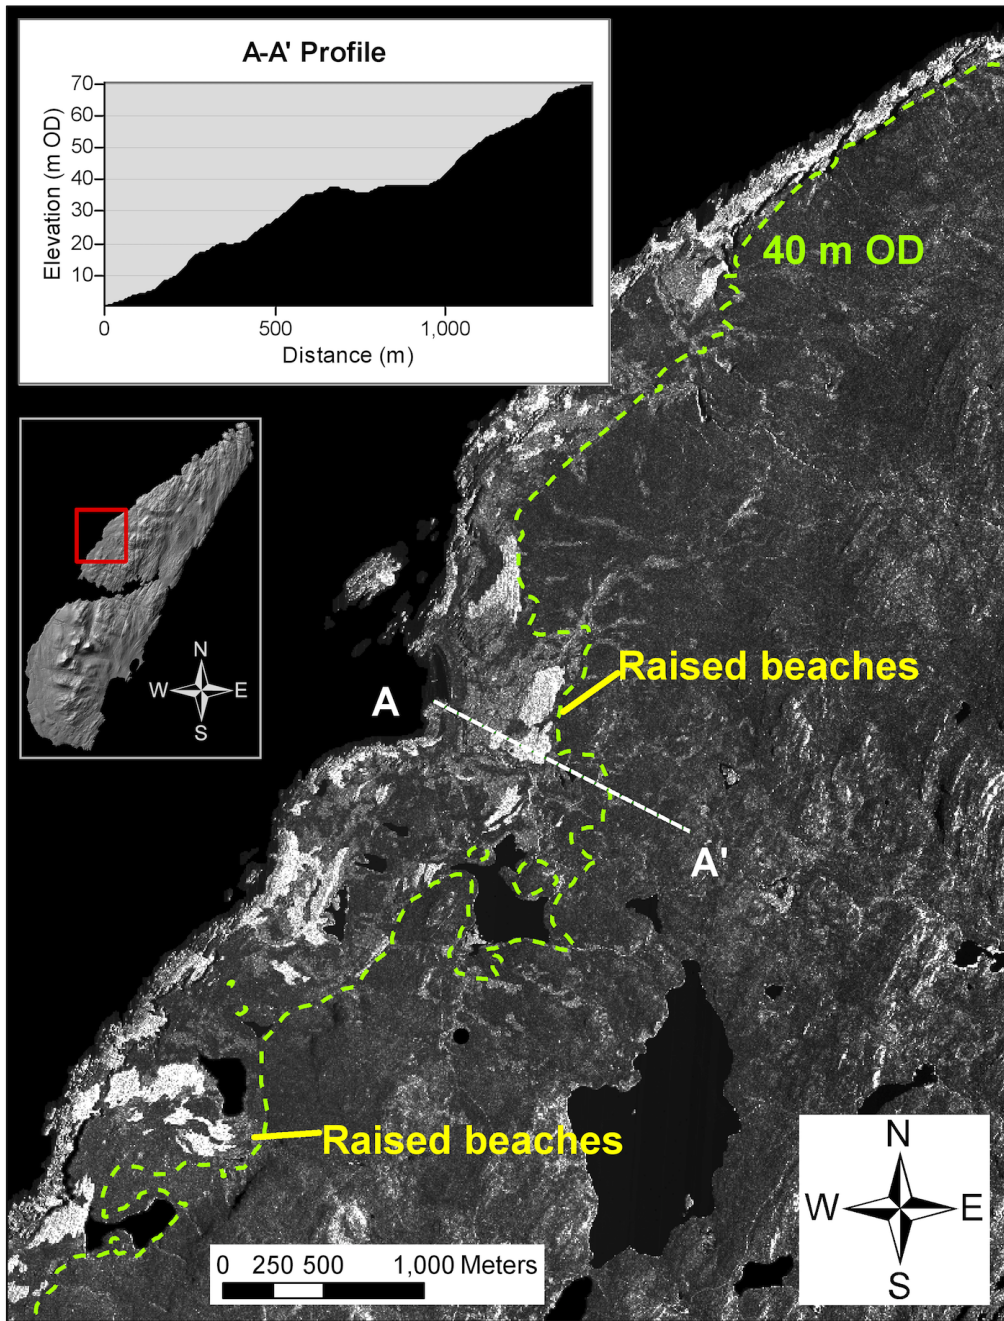 A-A' Profile
Elevation (m OD)
70
60
50
40
30
20
10
0
500
1,000
Distance (m)
40 m OD
N
W
E
S
Raised beaches
A
A'
Raised beaches
N
W
E
S
0
250
500
1,000 Meters